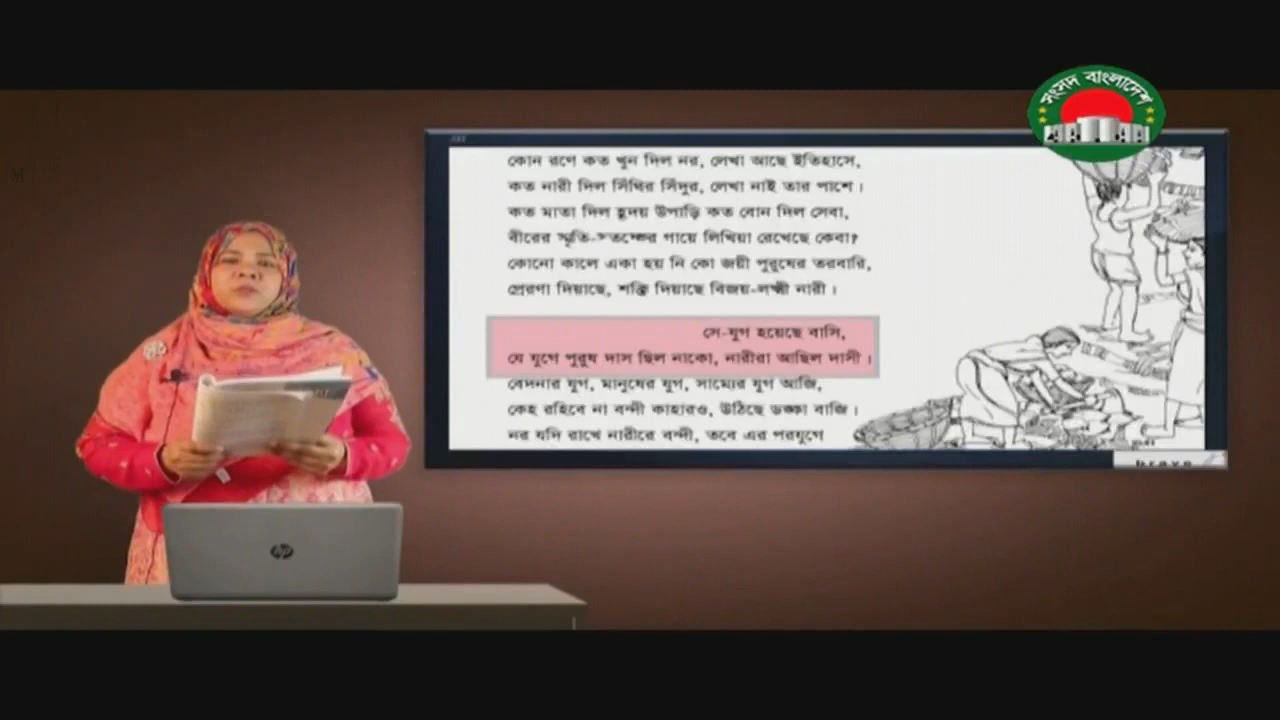 সংসদ বাংলাদেশ
কোন রণে কত খুন দিল নর, লেখা আছে ইতিহাসে,
কত নারী দিল সিঁথির সিঁদুর, লেখা নাই তার পাশে।
কত মাতা দিল হৃদয় উপাড়ি কত বোন দিল সেবা,
বীরের স্মৃতি-স্তম্ভের গায়ে লিখিয়া রেখেছে কেবা?
কোনো কালে একা হয় নি কো জয়ী পুরুষের তরবারি,
প্রেরণা দিয়াছে, শক্তি দিয়াছে বিজয়-লক্ষ্মী নারী।
সে-যুগ হয়েছে বাসি,
যে যুগে পুরুষ দাস ছিল নাকো, নারীরা আছিল দাসী।
বেদনার যুগ, মানুষের যুগ, সাম্যের যুগ আজি,
কেহ রহিবে না বন্দী কাহারও, উঠিছে ডঙ্কা বাজি।
নর যদি রাখে নারীরে বন্দী, তবে এর পরযুগে
hp